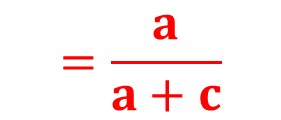 = a
a + c